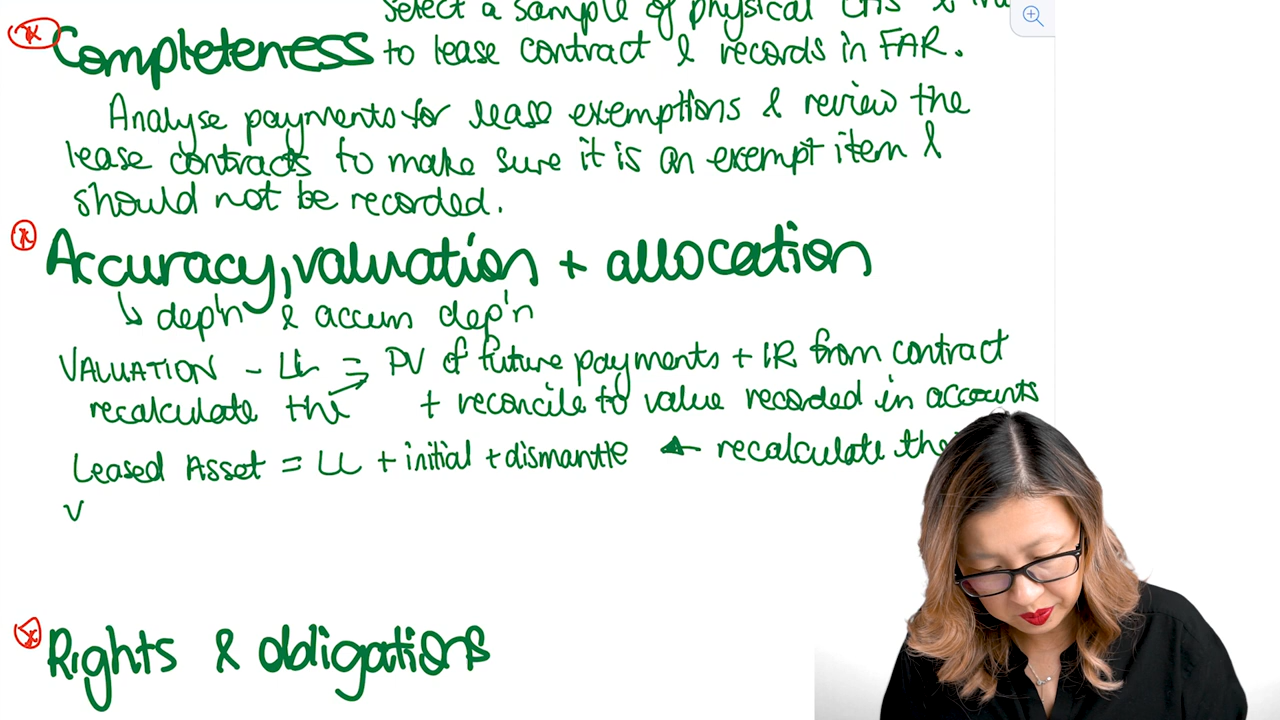 Select a sample of physical
Completeness to lease contract & records in FAR.
Analyse payments for lease exemptions & review the
lease contracts to make sure it is an exempt item &
should not be recorded.
Accuracy, valuation + allocation
↳ dep'n & accum dep'n
VALUATION - LL = PV of future payments + IR from contract
recalculate the + reconcile to value recorded in accounts
Leased Asset = LL + initial + dismantle ← recalculate
v
Rights & obligations